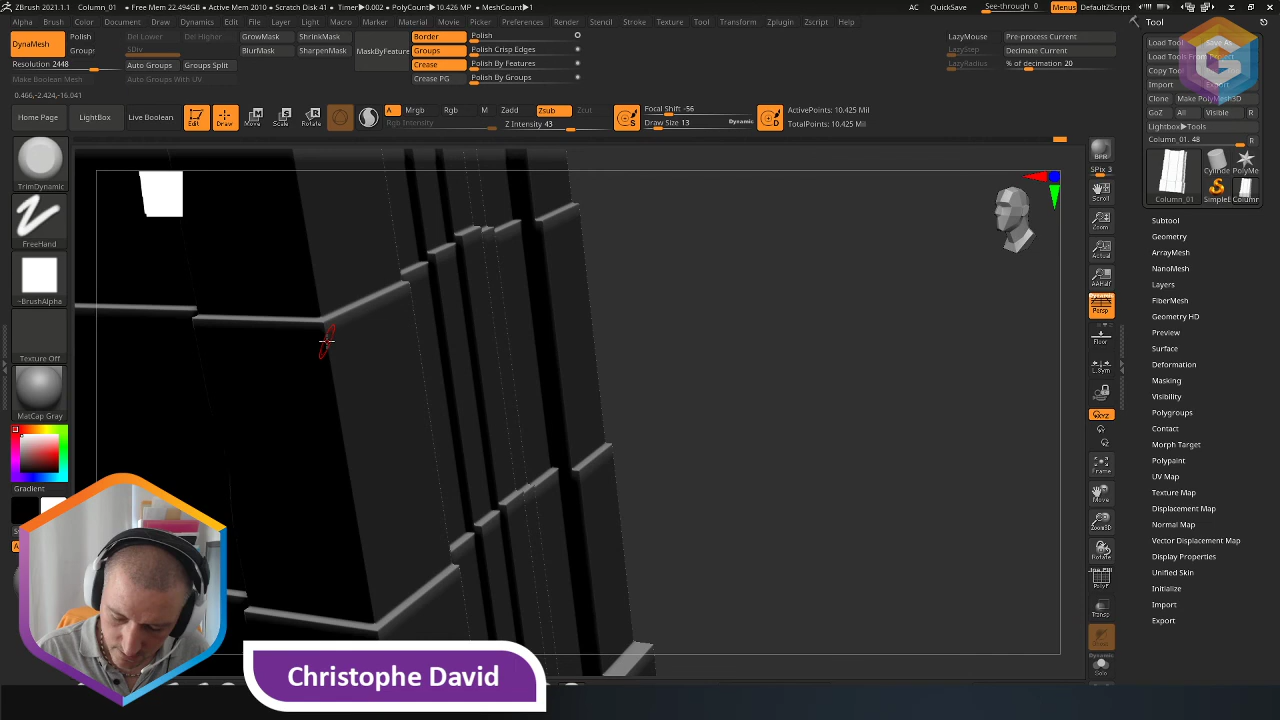 ZBrush 2021.1.1 Column_01 • Free Mem 22.494GB • Active Mem 2010 • Scratch Disk 41 • Timer▶0.002 • PolyCount▶10.426 MP • MeshCount▶1
AC QuickSave See-through 0 Menus DefaultZScript
Alpha Brush Color Document Draw Dynamics Edit File Layer Light Macro Marker Material Movie Picker Preferences Render Stencil Stroke Texture Tool Transform Zplugin Zscript Help
Tool
DynaMesh
Polish
Groups
Resolution 2448
Make Boolean Mesh
Del Lower Del Higher
SDiv
Auto Groups Groups Split
Auto Groups With UV
GrowMask ShrinkMask
BlurMask SharpenMask
MaskByFeature
Border
Groups
Crease
Crease PG
Polish
Polish Crisp Edges
Polish By Features
Polish By Groups
LazyMouse
LazyStep
LazyRadius
Pre-process Current
Decimate Current
% of decimation 20
0.466,-2.424,-16.041
Home Page LightBox Live Boolean
Edit Draw Move Scale Rotate
A Mrgb Rgb M Zadd Zsub Zcut
Rgb Intensity Z Intensity 43
S
Focal Shift -56
Draw Size 13 Dynamic
D
ActivePoints: 10.425 Mil
TotalPoints: 10.425 Mil
TrimDynamic
FreeHand
~BrushAlpha
Texture Off
MatCap Gray
Gradient
BPR
SPix 3
Scroll
Zoom
Actual
AAHalf
Persp
Floor
L.Sym
XYZ
Frame
Move
Zoom3D
Rotate
PolyF
Transp
Dynamic
Solo
Load Tool Save As
Load Tools From Project
Copy Tool
Import Export
Clone Make PolyMesh3D
GoZ All Visible R
Lightbox▶Tools
Column_01. 48 R
Column_01
Cylinde PolyMe
SimpleE Column
Subtool
Geometry
ArrayMesh
NanoMesh
Layers
FiberMesh
Geometry HD
Preview
Surface
Deformation
Masking
Visibility
Polygroups
Contact
Morph Target
Polypaint
UV Map
Texture Map
Displacement Map
Normal Map
Vector Displacement Map
Display Properties
Unified Skin
Initialize
Import
Export
Christophe David